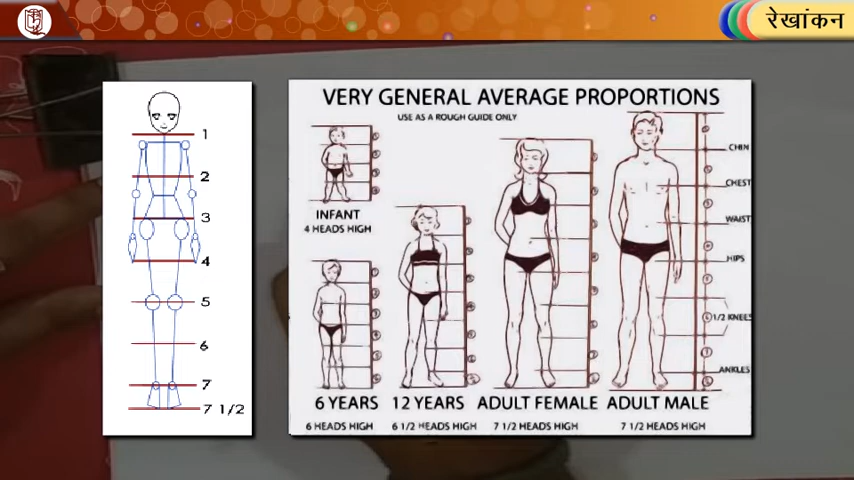 रेखांकन
1
2
3
4
5
6
7
7 1/2
VERY GENERAL AVERAGE PROPORTIONS
USE AS A ROUGH GUIDE ONLY
CHIN
CHEST
WAIST
HIPS
1/2 KNEES
ANKLES
INFANT
4 HEADS HIGH
6 YEARS
6 HEADS HIGH
12 YEARS
6 1/2 HEADS HIGH
ADULT FEMALE
7 1/2 HEADS HIGH
ADULT MALE
7 1/2 HEADS HIGH